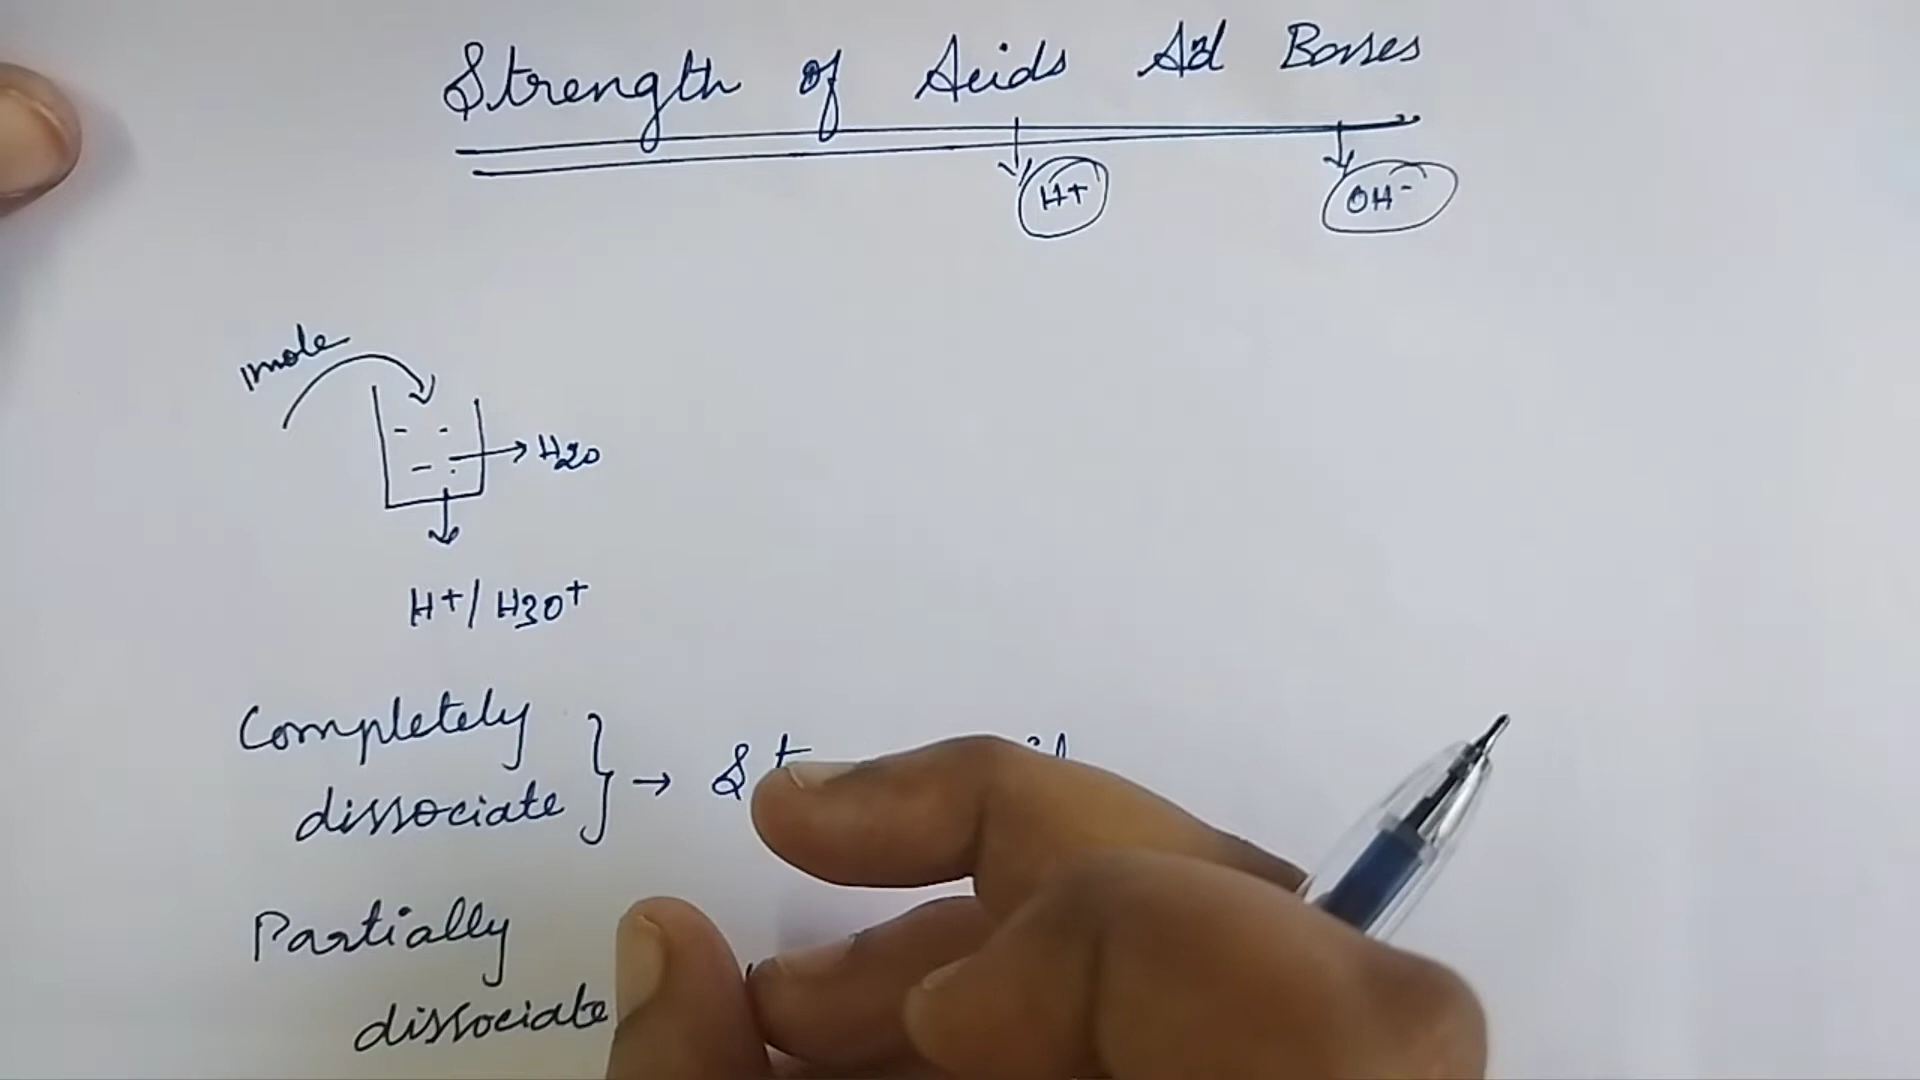 Strength of Acids And Bases
H+ OH-
1mole
H2O
H+/H3O+
Completely
dissociate
Partially
dissociate